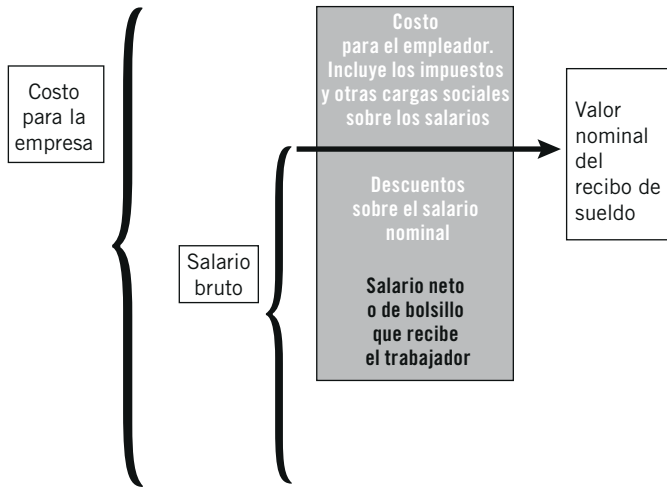 Costo
para la
empresa
Salario
bruto
Costo
para el empleador.
Incluye los impuestos
y otras cargas sociales
sobre los salarios
Descuentos
sobre el salario
nominal
Salario neto
o de bolsillo
que recibe
el trabajador
Valor
nominal
del
recibo de
sueldo